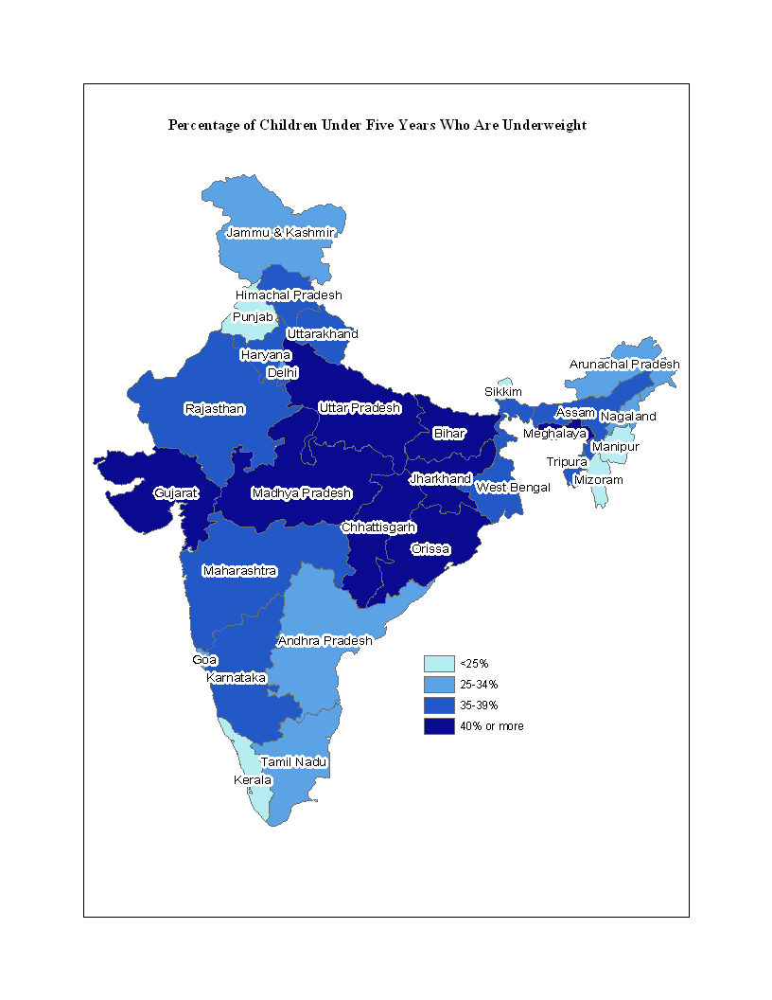 Percentage of Children Under Five Years Who Are Underweight
Jammu & Kashmir
Himachal Pradesh
Punjab
Uttarakhand
Haryana
Delhi
Arunachal Pradesh
Sikkim
Rajasthan
Uttar Pradesh
Assam
Nagaland
Bihar
Meghalaya
Manipur
Tripura
Mizoram
Gujarat
Madhya Pradesh
Jharkhand
West Bengal
Chhattisgarh
Orissa
Maharashtra
Andhra Pradesh
Goa
Karnataka
<25%
25-34%
35-39%
40% or more
Tamil Nadu
Kerala